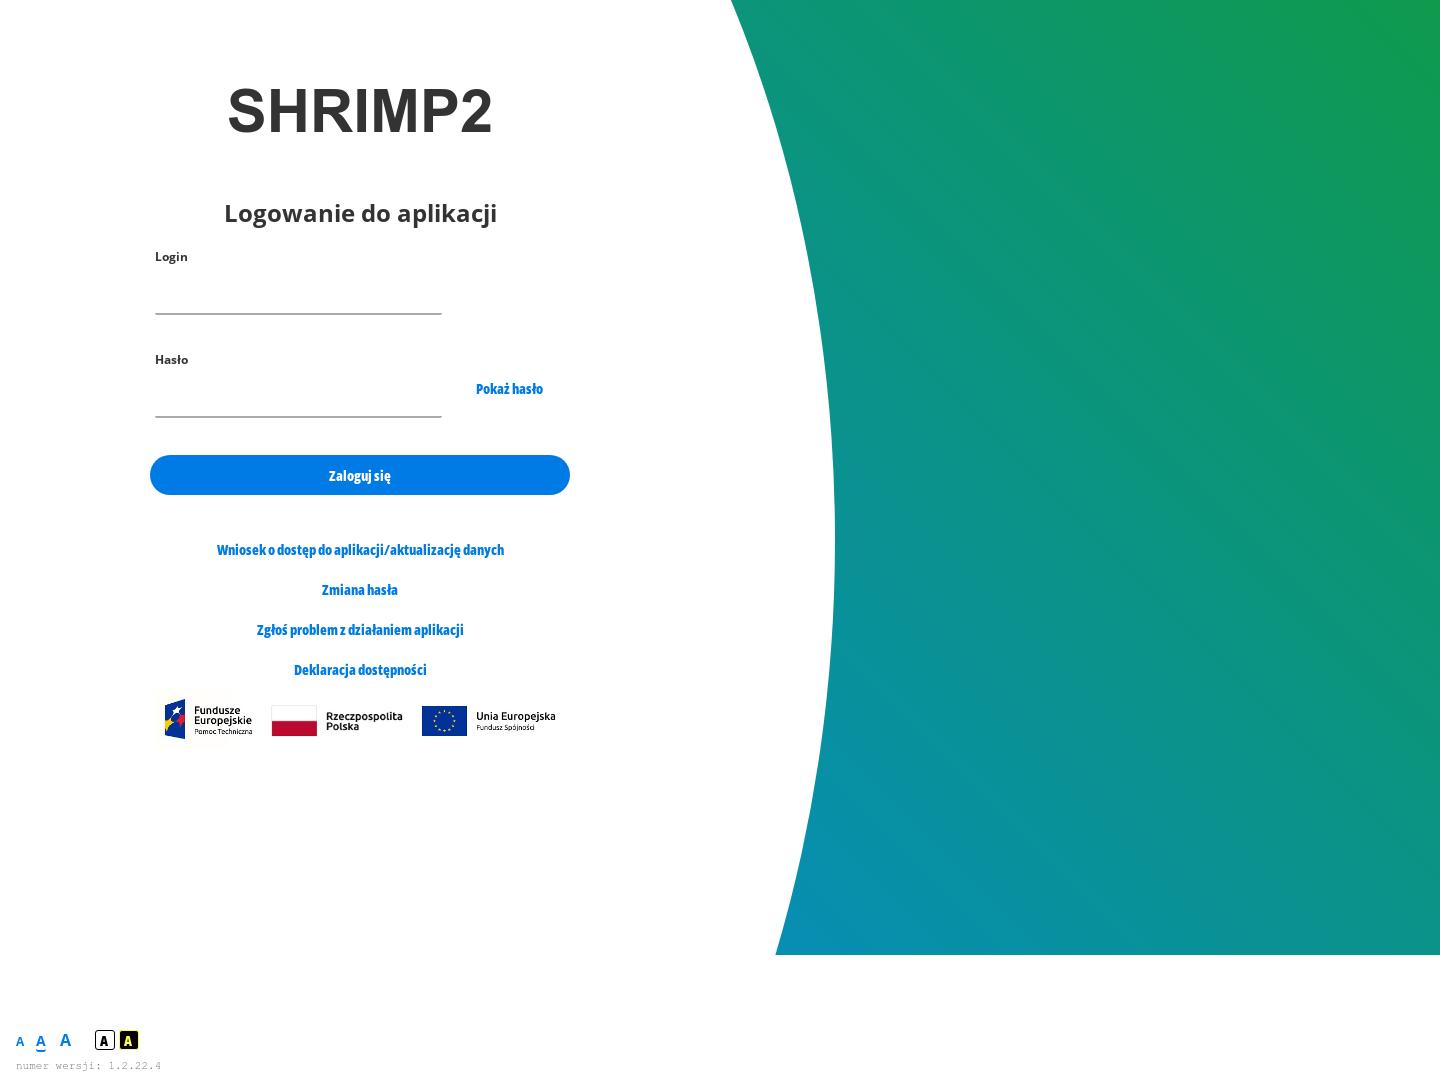 SHRIMP2
Logowanie do aplikacji
Login
Hasło
Pokaż hasło
Zaloguj się
Wniosek o dostęp do aplikacji/aktualizację danych
Zmiana hasła
Zgłoś problem z działaniem aplikacji
Deklaracja dostępności
Fundusze
Europejskie
Pomoc Techniczna
Rzeczpospolita
Polska
Unia Europejska
Fundusz Spójności
A A A A A
numer wersji: 1.2.22.4